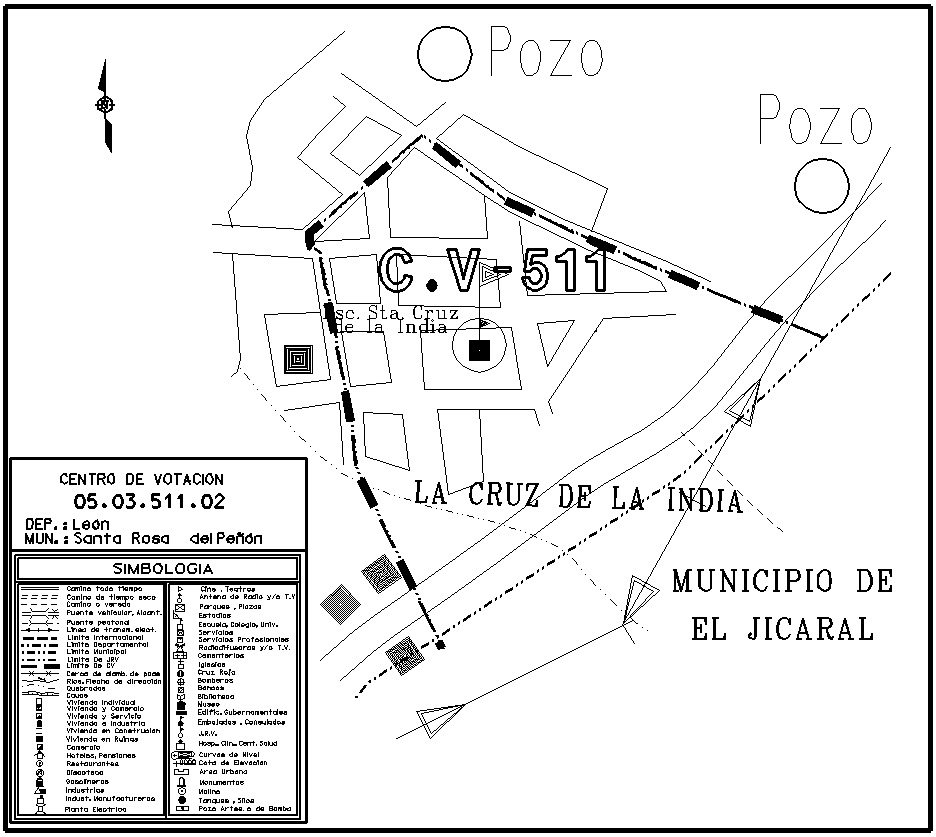 Pozo
Pozo
C.V-511
Esc. Sta. Cruz
de la India
LA CRUZ DE LA INDIA
MUNICIPIO DE
EL JICARAL
CENTRO DE VOTACIÓN
05.03.511.02
DEP.: León
MUN.: Santa Rosa del Peñón
SIMBOLOGIA
Camino todo tiempo
Camino de tiempo seco
Camino o vereda
Puente vehicular, Alcant.
Puente peatonal
Linea de transm. elect.
Limite Internacional
Limite Departamental
Limite Municipal
Limite De JRV
Limite De CV
Cerca de alamb. de puas
Rios, Flecha de dirección
Quebradas
Cauce
Vivienda Individual
Vivienda y Comercio
Vivienda y Servicio
Vivienda e Industria
Vivienda en Construcion
Vivienda en Ruinas
Comercio
Hoteles, Pensiones
Restaurantes
Discoteca
Gasolineras
Industrias
Indust. Manufactureras
Planta Electrica
Cine, Teatros
Antena de Radio y/o T.V
Parques, Plazas
Estadios
Escuela, Colegio, Univ.
Servicios
Servicios Profesionales
Radiodifusoras y/o T.V.
Cementerios
Iglesias
Cruz Roja
Bomberos
Bancos
Biblioteca
Museo
Edific. Gubernamentales
Embajadas, Consulados
J.R.V.
Hosp., Clin., Cent. Salud
Curvas de Nivel
Cota de Elevación
Area Urbana
Monumentos
Molino
Tanques, Silos
Pozo Artes. o de Bomba